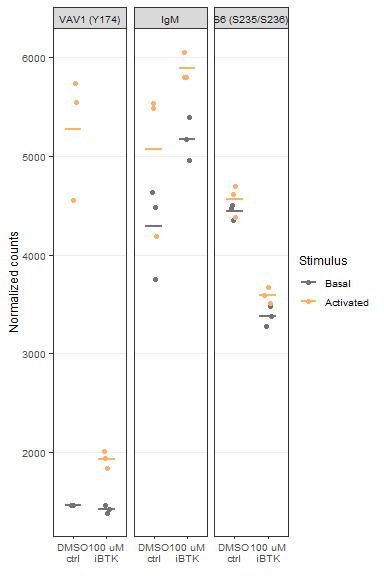 VAV1 (Y174)
IgM
S6 (S235/S236)
6000
5000
4000
3000
2000
Normalized counts
Stimulus
Basal
Activated
DMSO 100 uM DMSO 100 uM DMSO 100 uM
ctrl iBTK ctrl iBTK ctrl iBTK